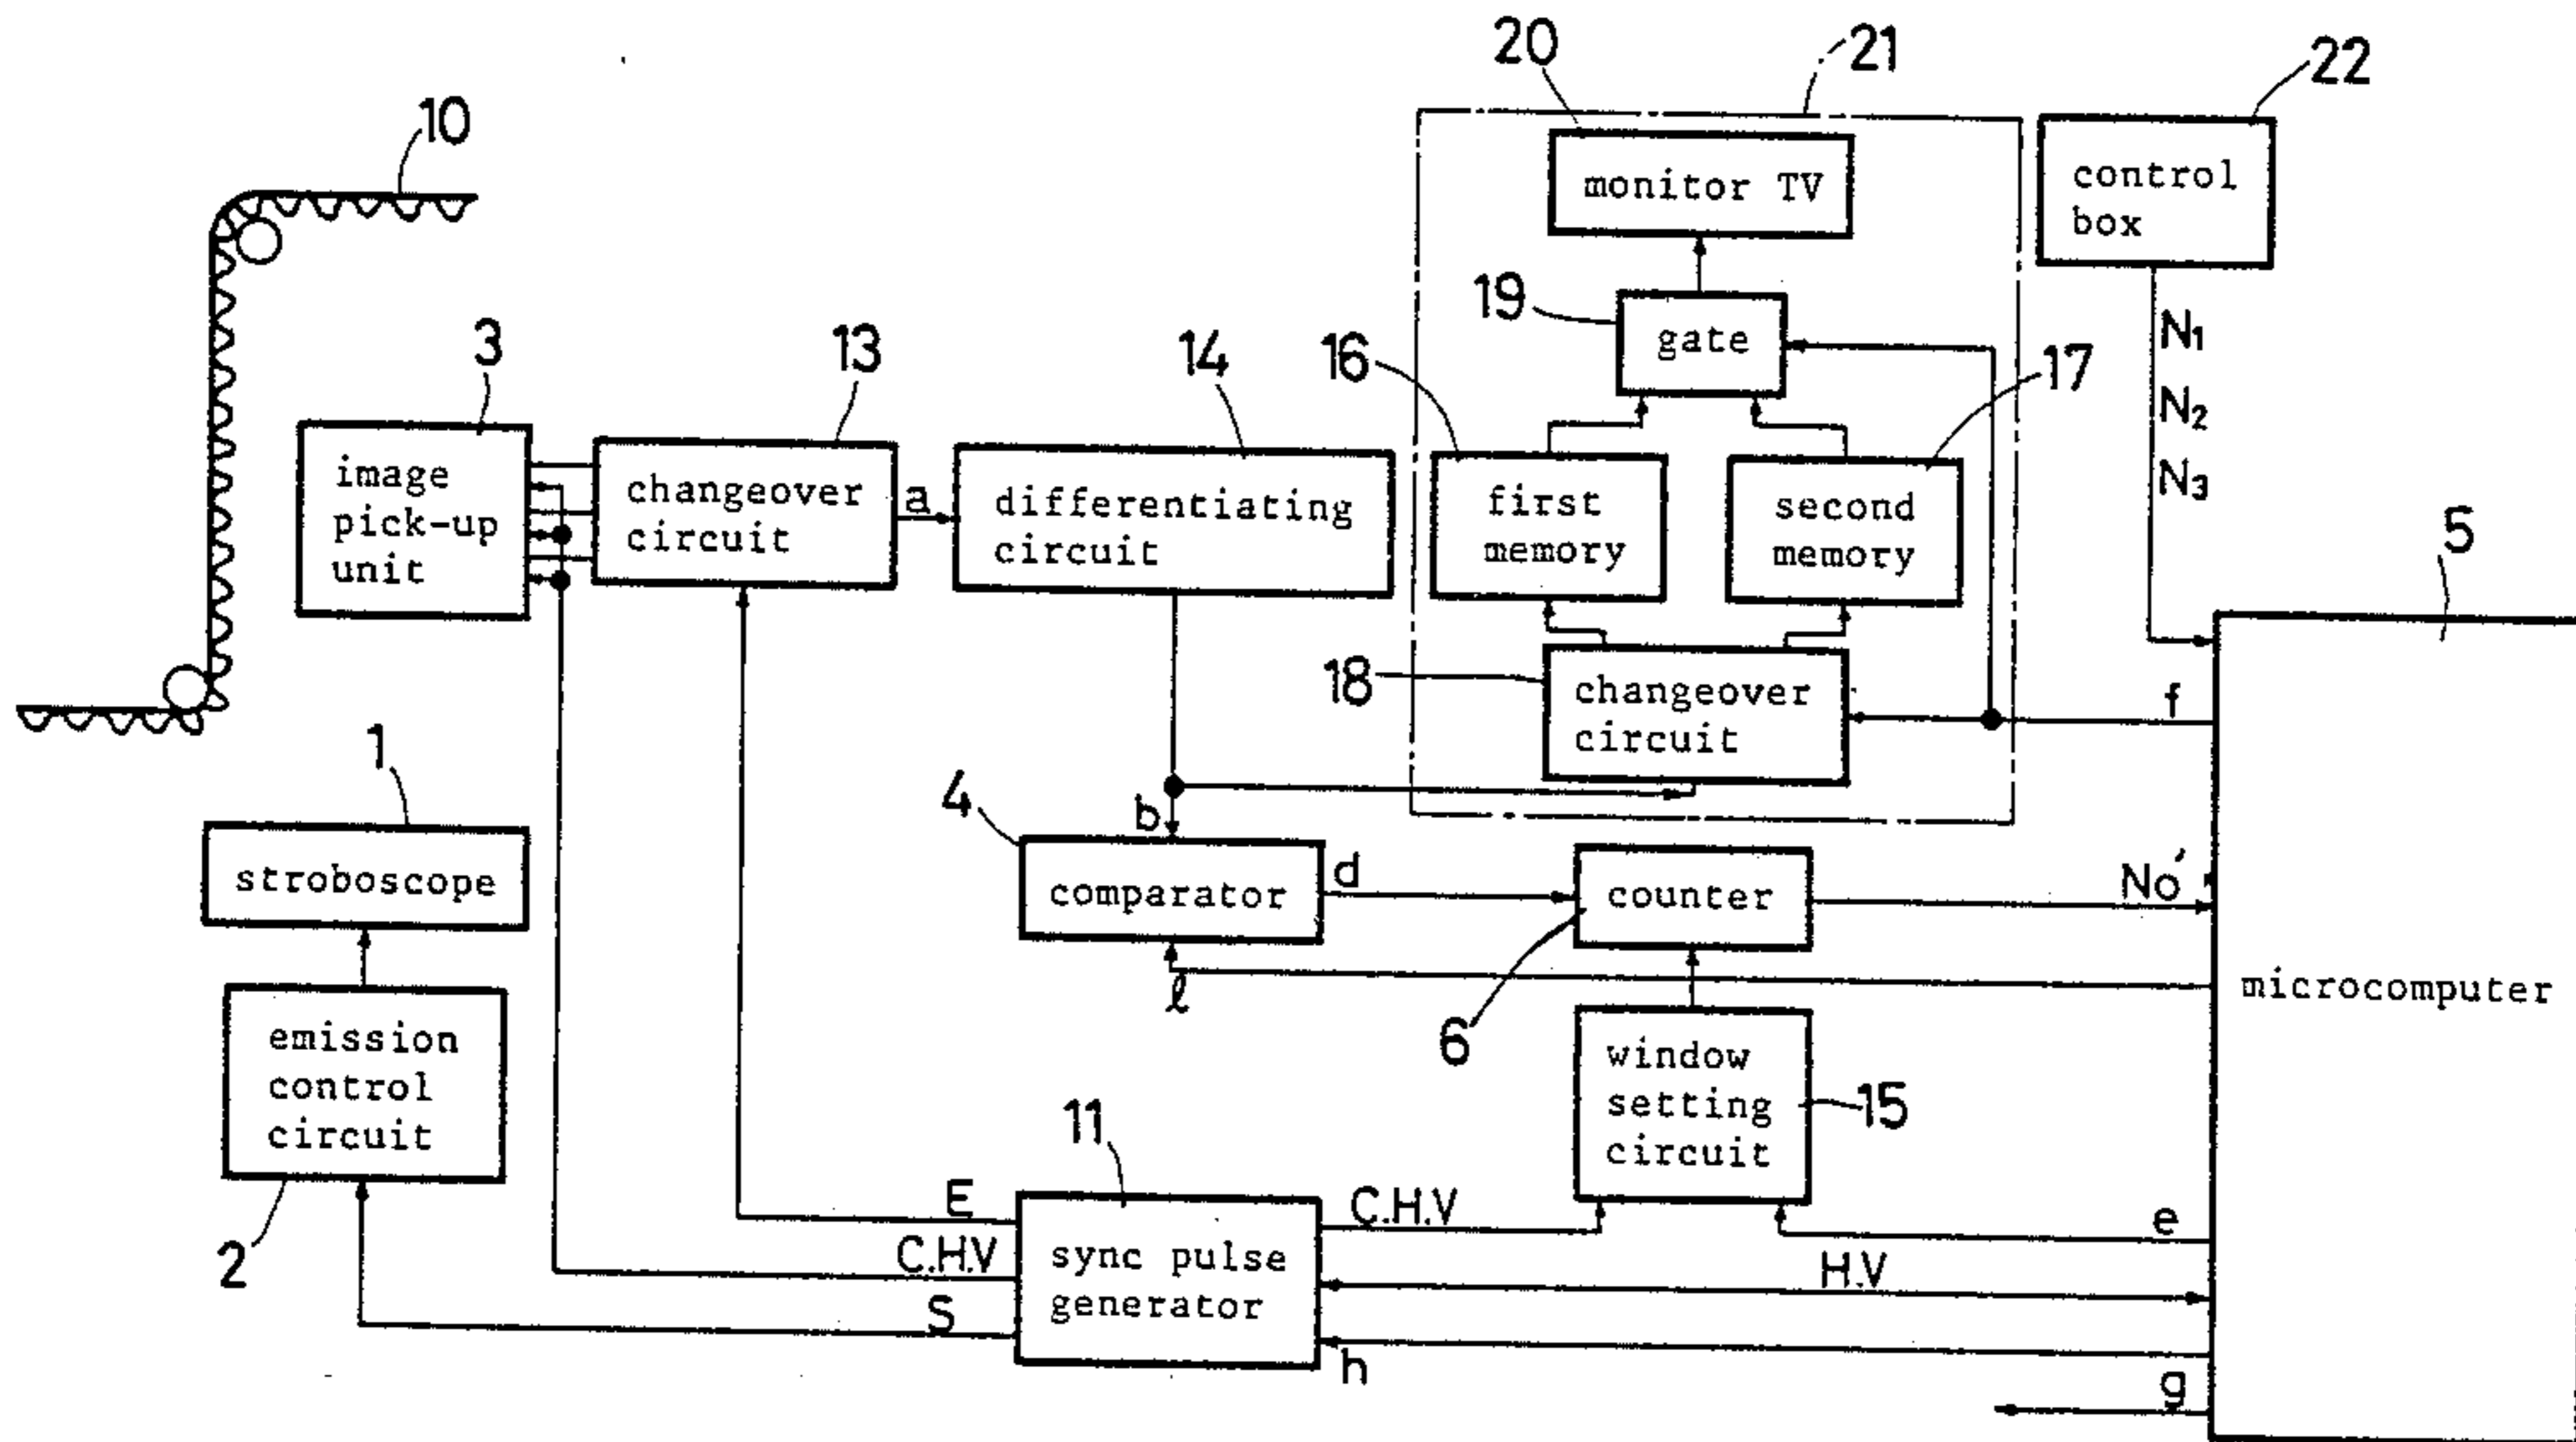 20
21
22
10
monitor TV
control
box
19
gate
N1
N2
N3
3
13
14
16
17
image
pick-up
unit
changeover
circuit
a
differentiating
circuit
first
memory
second
memory
5
18
changeover
circuit
f
1
4
b
stroboscope
comparator
d
counter
No'
6
ℓ
microcomputer
emission
control
circuit
window
setting
circuit
15
2
11
E
C.H.V
S
sync pulse
generator
C.H.V
e
H.V
h
g